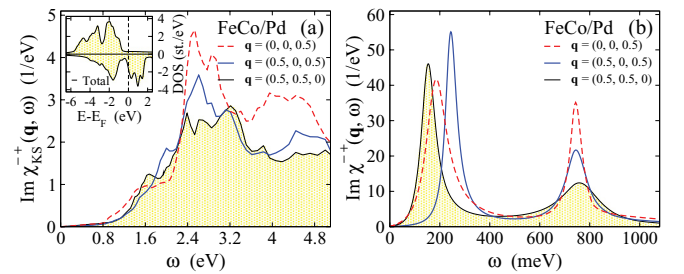 FeCo/Pd (a)
q = (0, 0, 0.5)
q = (0.5, 0, 0.5)
q = (0.5, 0.5, 0)
Im χ_KS^−+ (q, ω) (1/eV)
5
4
3
2
1
0
0 0.8 1.6 2.4 3.2 4 4.8
ω (eV)
Total
4
2
0
2
4
DOS (st./eV)
−6 −4 −2 0 2
E-E_F (eV)
FeCo/Pd (b)
q = (0, 0, 0.5)
q = (0.5, 0, 0.5)
q = (0.5, 0.5, 0)
Im χ^−+ (q, ω) (1/eV)
60
50
40
30
20
10
0
0 200 400 600 800 1000
ω (meV)